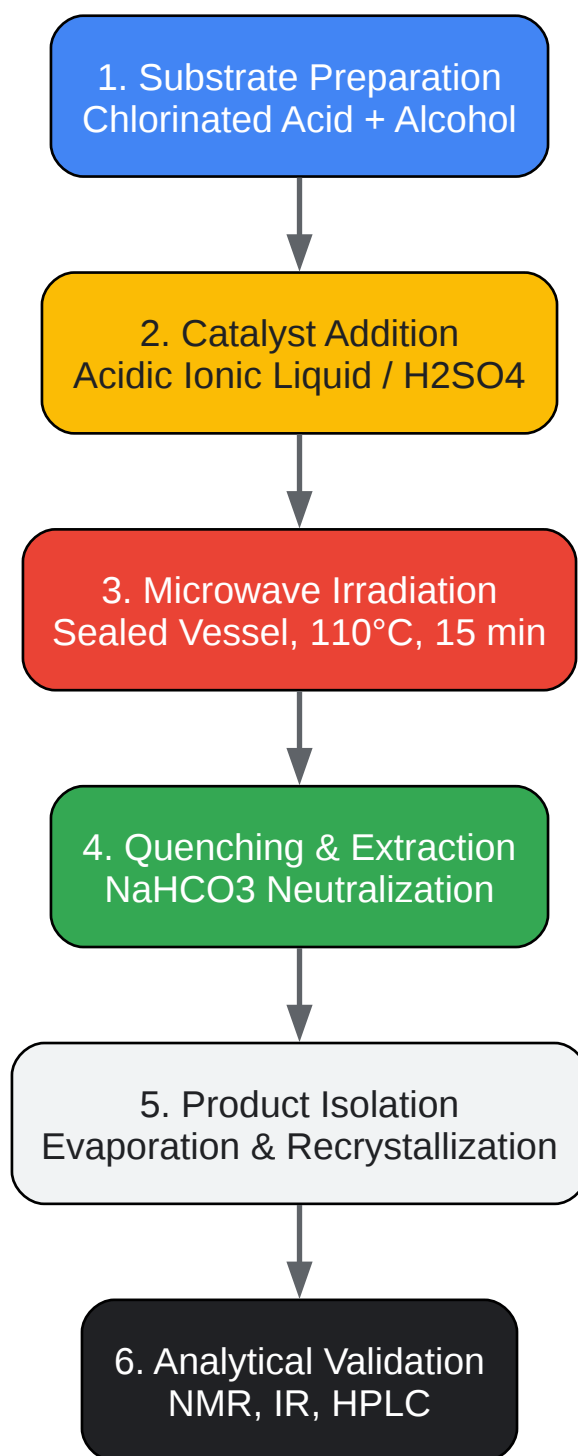 1. Substrate Preparation
Chlorinated Acid + Alcohol
2. Catalyst Addition
Acidic Ionic Liquid / H2SO4
3. Microwave Irradiation
Sealed Vessel, 110°C, 15 min
4. Quenching & Extraction
NaHCO3 Neutralization
5. Product Isolation
Evaporation & Recrystallization
6. Analytical Validation
NMR, IR, HPLC